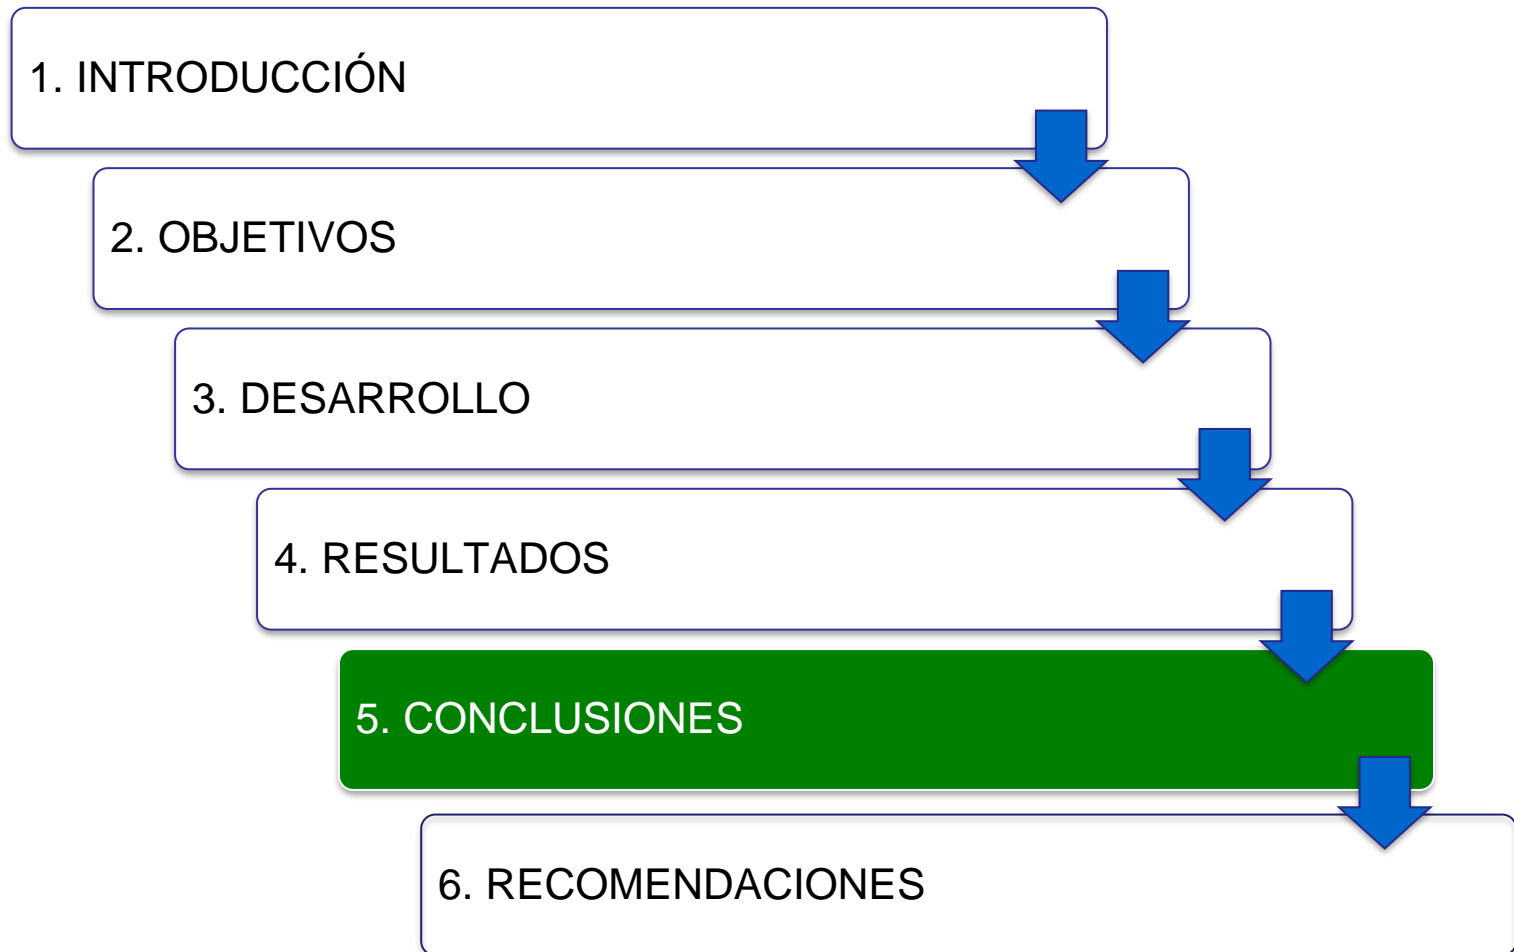 1. INTRODUCCIÓN
2. OBJETIVOS
3. DESARROLLO
4. RESULTADOS
5. CONCLUSIONES
6. RECOMENDACIONES